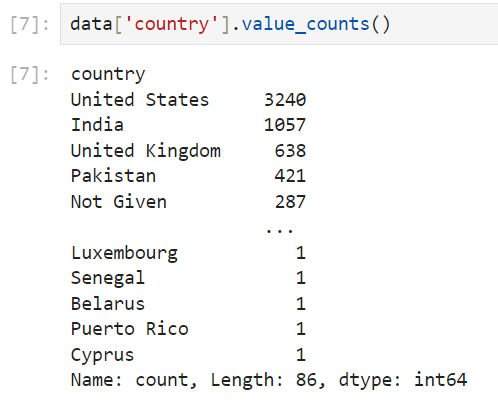 [7]: data['country'].value_counts()
[7]: country
United States     3240
India             1057
United Kingdom     638
Pakistan           421
Not Given          287
                  ...
Luxembourg           1
Senegal              1
Belarus              1
Puerto Rico          1
Cyprus               1
Name: count, Length: 86, dtype: int64